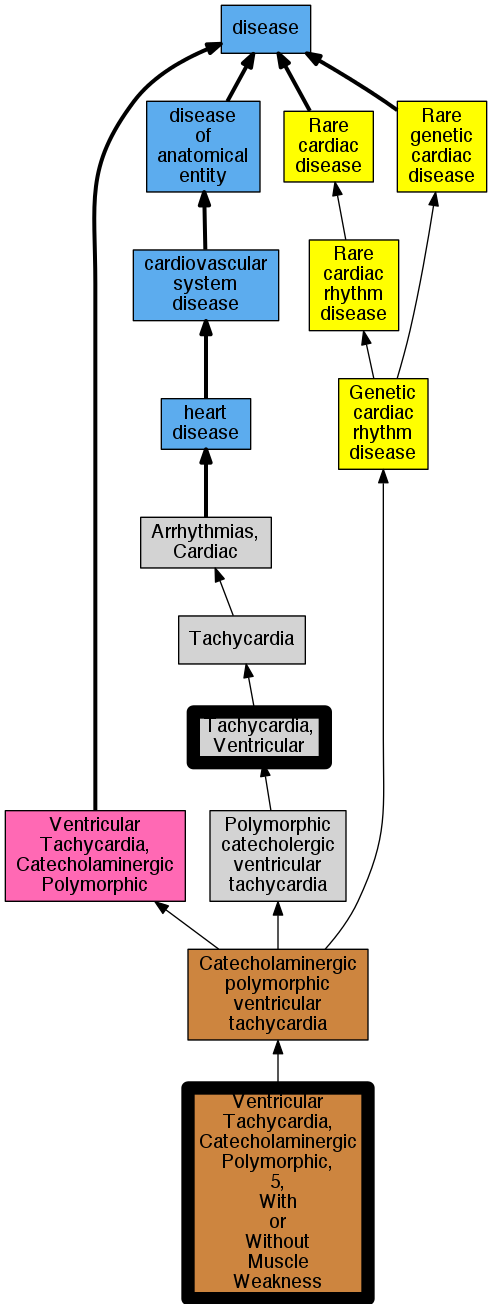 disease
disease
of
anatomical
entity
Rare
cardiac
disease
Rare
genetic
cardiac
disease
cardiovascular
system
disease
Rare
cardiac
rhythm
disease
heart
disease
Genetic
cardiac
rhythm
disease
Arrhythmias,
Cardiac
Tachycardia
Tachycardia,
Ventricular
Ventricular
Tachycardia,
Catecholaminergic
Polymorphic
Polymorphic
catecholergic
ventricular
tachycardia
Catecholaminergic
polymorphic
ventricular
tachycardia
Ventricular
Tachycardia,
Catecholaminergic
Polymorphic,
5,
With
or
Without
Muscle
Weakness